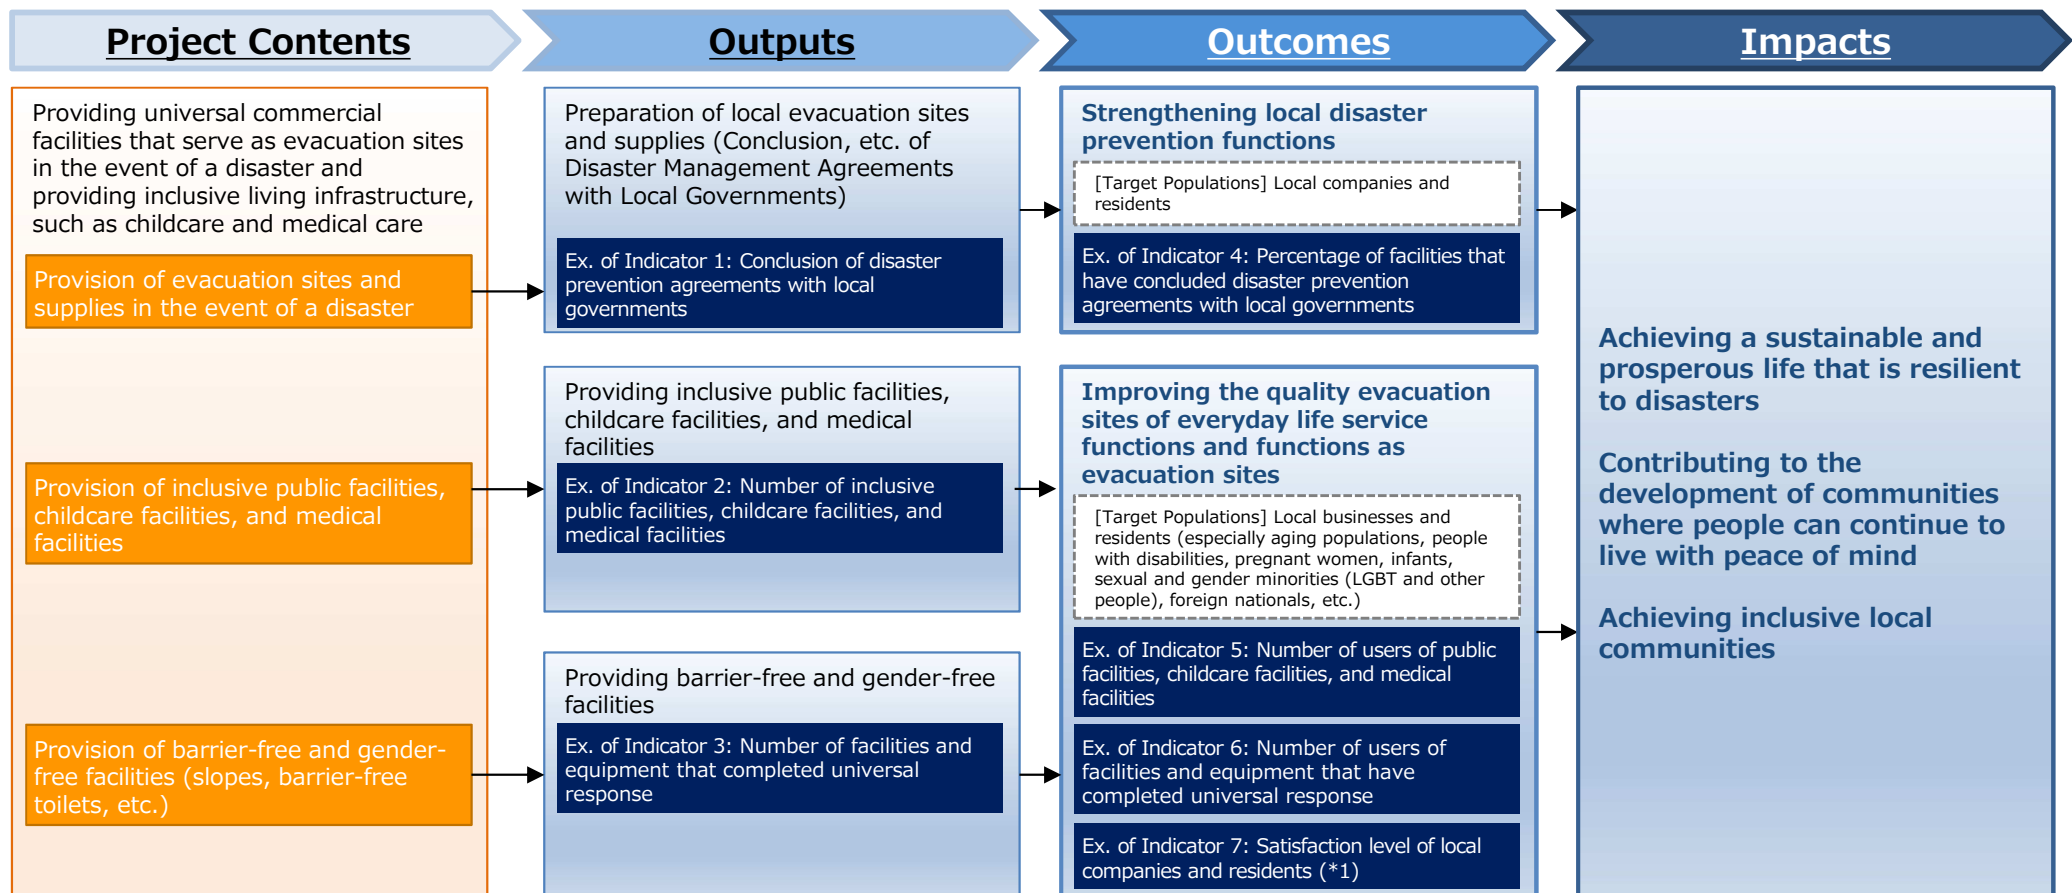 Project Contents
Outputs
Outcomes
Impacts
Providing universal commercial
facilities that serve as evacuation sites
in the event of a disaster and
providing inclusive living infrastructure,
such as childcare and medical care
Provision of evacuation sites and
supplies in the event of a disaster
Provision of inclusive public facilities,
childcare facilities, and medical
facilities
Provision of barrier-free and gender-
free facilities (slopes, barrier-free
toilets, etc.)
Preparation of local evacuation sites
and supplies (Conclusion, etc. of
Disaster Management Agreements
with Local Governments)
Ex. of Indicator 1: Conclusion of disaster
prevention agreements with local
governments
Providing inclusive public facilities,
childcare facilities, and medical
facilities
Ex. of Indicator 2: Number of inclusive
public facilities, childcare facilities, and
medical facilities
Providing barrier-free and gender-free
facilities
Ex. of Indicator 3: Number of facilities and
equipment that completed universal
response
Strengthening local disaster
prevention functions
[Target Populations] Local companies and
residents
Ex. of Indicator 4: Percentage of facilities that
have concluded disaster prevention
agreements with local governments
Improving the quality evacuation
sites of everyday life service
functions and functions as
evacuation sites
[Target Populations] Local businesses and
residents (especially aging populations, people
with disabilities, pregnant women, infants,
sexual and gender minorities (LGBT and other
people), foreign nationals, etc.)
Ex. of Indicator 5: Number of users of public
facilities, childcare facilities, and medical
facilities
Ex. of Indicator 6: Number of users of
facilities and equipment that have
completed universal response
Ex. of Indicator 7: Satisfaction level of local
companies and residents (*1)
Achieving a sustainable and
prosperous life that is resilient
to disasters
Contributing to the
development of communities
where people can continue to
live with peace of mind
Achieving inclusive local
communities